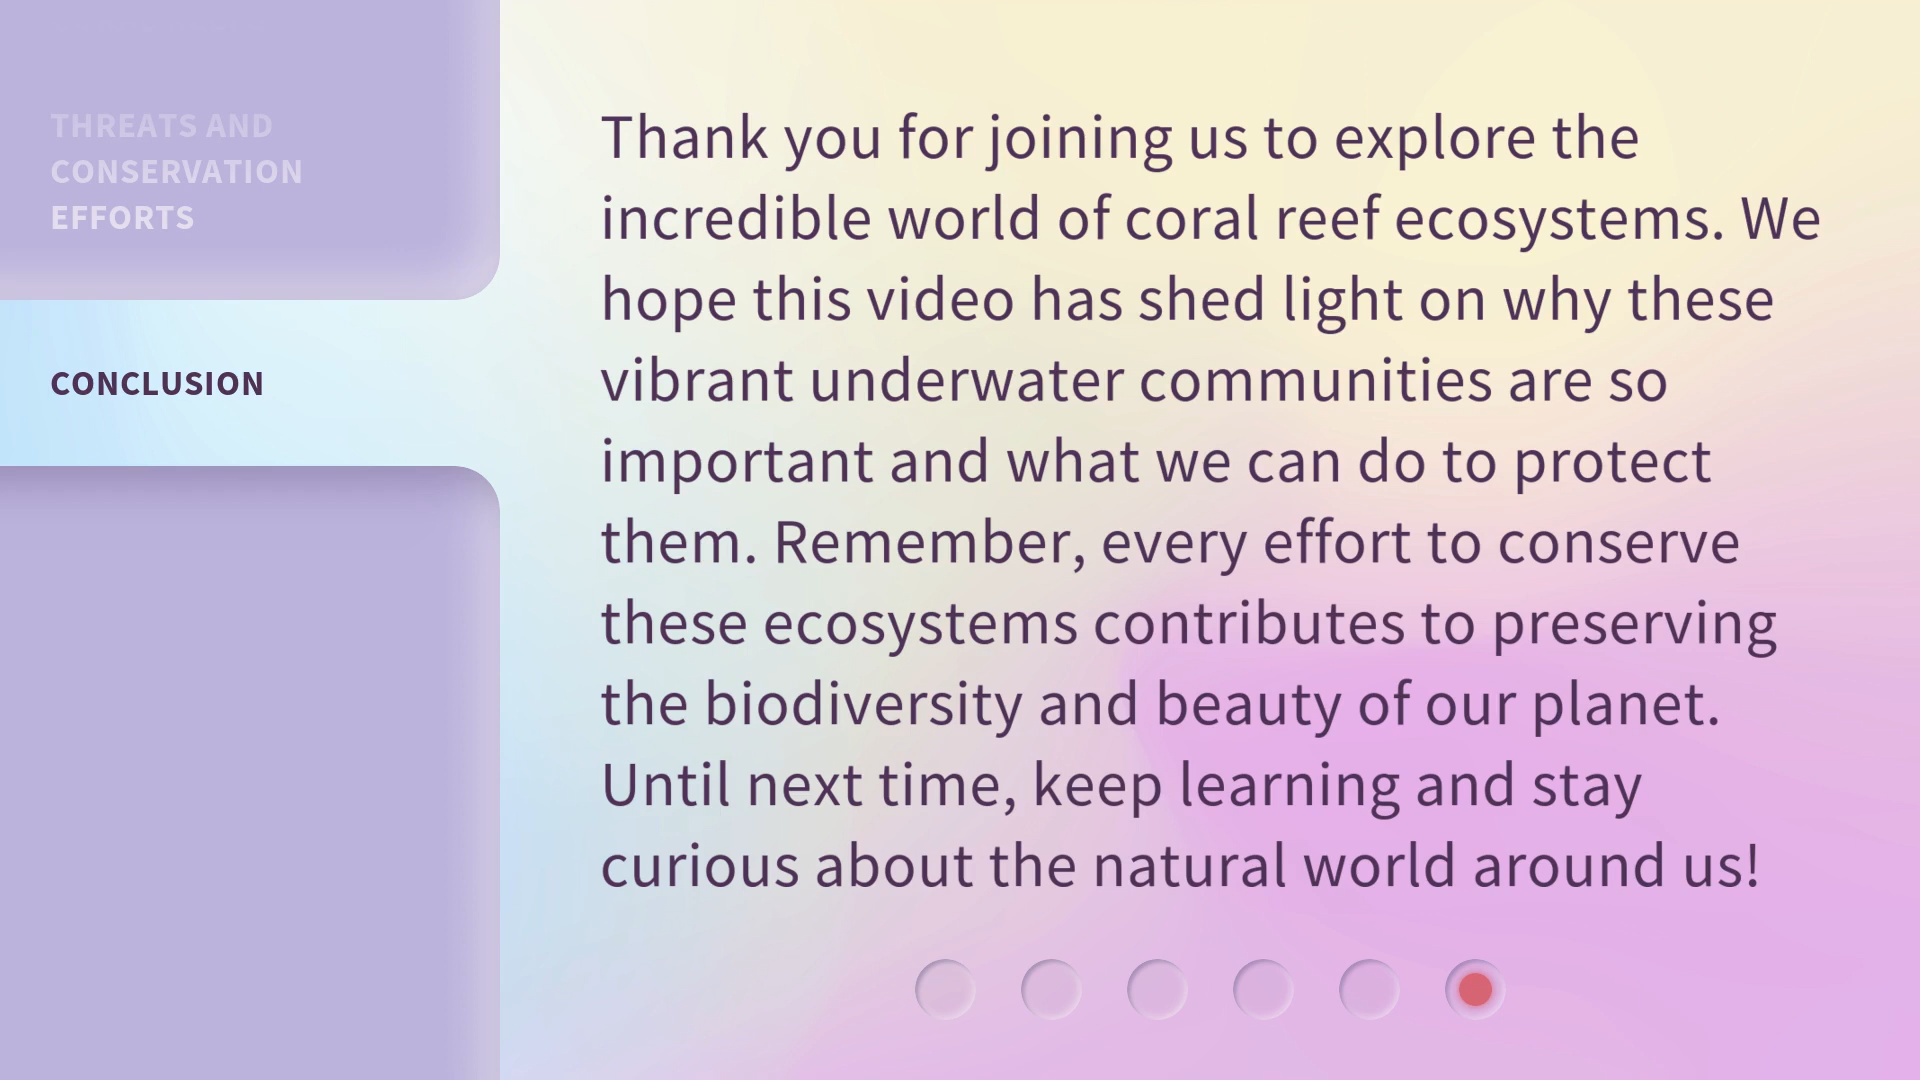 THREATS AND
CONSERVATION
EFFORTS
CONCLUSION
Thank you for joining us to explore the
incredible world of coral reef ecosystems. We
hope this video has shed light on why these
vibrant underwater communities are so
important and what we can do to protect
them. Remember, every effort to conserve
these ecosystems contributes to preserving
the biodiversity and beauty of our planet.
Until next time, keep learning and stay
curious about the natural world around us!